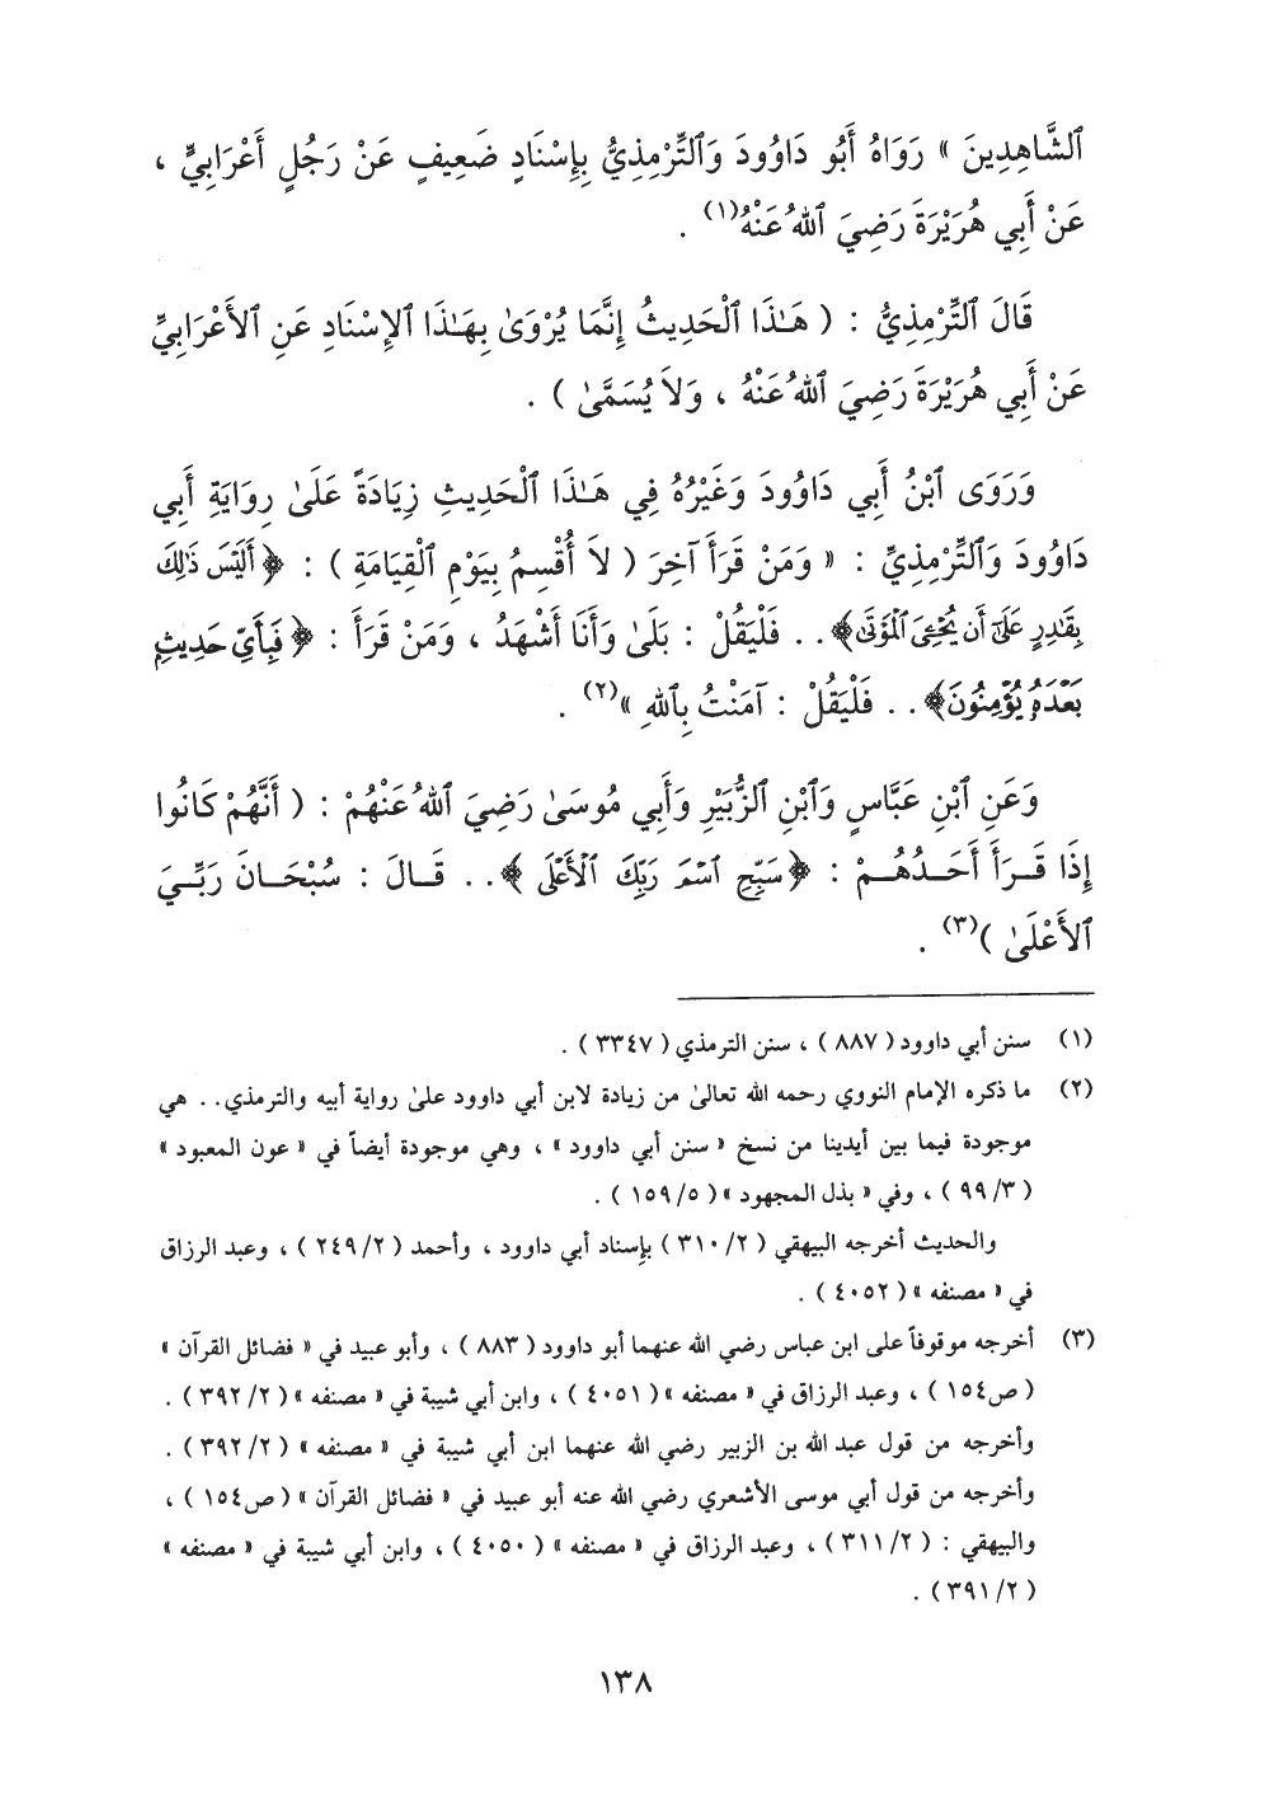 ٱلشَّاهِدِينَ » رَوَاهُ أَبُو دَاوُودَ وَٱلتِّرْمِذِيُّ بِإِسْنَادٍ ضَعِيفٍ عَنْ رَجُلٍ أَعْرَابِيٍّ ،
عَنْ أَبِي هُرَيْرَةَ رَضِيَ ٱللهُ عَنْهُ(١) .
قَالَ ٱلتِّرْمِذِيُّ : ( هَـٰذَا ٱلْحَدِيثُ إِنَّمَا يُرْوَىٰ بِهَـٰذَا ٱلإِسْنَادِ عَنِ ٱلأَعْرَابِيِّ
عَنْ أَبِي هُرَيْرَةَ رَضِيَ ٱللهُ عَنْهُ ، وَلاَ يُسَمَّىٰ ) .
وَرَوَى ٱبْنُ أَبِي دَاوُودَ وَغَيْرُهُ فِي هَـٰذَا ٱلْحَدِيثِ زِيَادَةً عَلَىٰ رِوَايَةِ أَبِي
دَاوُودَ وَٱلتِّرْمِذِيِّ : « وَمَنْ قَرَأَ آخِرَ ( لاَ أُقْسِمُ بِيَوْمِ ٱلْقِيَامَةِ ) : ﴿أَلَيْسَ ذَٰلِكَ
بِقَـٰدِرٍ عَلَىٰٓ أَن يُحْـِۧىَ ٱلْمَوْتَىٰ﴾ . . فَلْيَقُلْ : بَلَىٰ وَأَنَا أَشْهَدُ ، وَمَنْ قَرَأَ : ﴿فَبِأَىِّ حَدِيثٍۭ
بَعْدَهُۥ يُؤْمِنُونَ﴾ . . فَلْيَقُلْ : آمَنْتُ بِٱللهِ »(٢) .
وَعَنِ ٱبْنِ عَبَّاسٍ وَٱبْنِ ٱلزُّبَيْرِ وَأَبِي مُوسَىٰ رَضِيَ ٱللهُ عَنْهُمْ : ( أَنَّهُمْ كَانُوا
إِذَا قَـرَأَ أَحَـدُهُـمْ : ﴿سَبِّحِ ٱسْمَ رَبِّكَ ٱلْأَعْلَى﴾ . . قَـالَ : سُبْحَـانَ رَبِّـيَ
ٱلأَعْلَىٰ )(٣) .
(١) سنن أبي داوود ( ٨٨٧ ) ، سنن الترمذي ( ٣٣٤٧ ) .
(٢) ما ذكره الإمام النووي رحمه الله تعالىٰ من زيادة لابن أبي داوود علىٰ رواية أبيه والترمذي . . هي
موجودة فيما بين أيدينا من نسخ « سنن أبي داوود » ، وهي موجودة أيضاً في « عون المعبود »
( ٣/ ٩٩ ) ، وفي « بذل المجهود » ( ٥/ ١٥٩ ) .
والحديث أخرجه البيهقي ( ٢/ ٣١٠ ) بإسناد أبي داوود ، وأحمد ( ٢/ ٢٤٩ ) ، وعبد الرزاق
في « مصنفه » ( ٤٠٥٢ ) .
(٣) أخرجه موقوفاً على ابن عباس رضي الله عنهما أبو داوود ( ٨٨٣ ) ، وأبو عبيد في « فضائل القرآن »
( ص١٥٤ ) ، وعبد الرزاق في « مصنفه » ( ٤٠٥١ ) ، وابن أبي شيبة في « مصنفه » ( ٢/ ٣٩٢ ) .
وأخرجه من قول عبد الله بن الزبير رضي الله عنهما ابن أبي شيبة في « مصنفه » ( ٢/ ٣٩٢ ) .
وأخرجه من قول أبي موسى الأشعري رضي الله عنه أبو عبيد في « فضائل القرآن » ( ص١٥٤ ) ،
والبيهقي : ( ٢/ ٣١١ ) ، وعبد الرزاق في « مصنفه » ( ٤٠٥٠ ) ، وابن أبي شيبة في « مصنفه »
( ٢/ ٣٩١ ) .
١٣٨